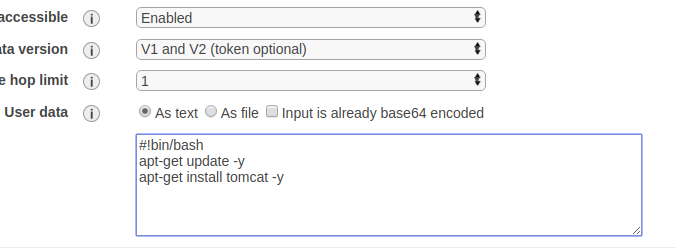 accessible i Enabled
ata version i V1 and V2 (token optional)
e hop limit i 1
User data i As text As file Input is already base64 encoded
#!bin/bash
apt-get update -y
apt-get install tomcat -y